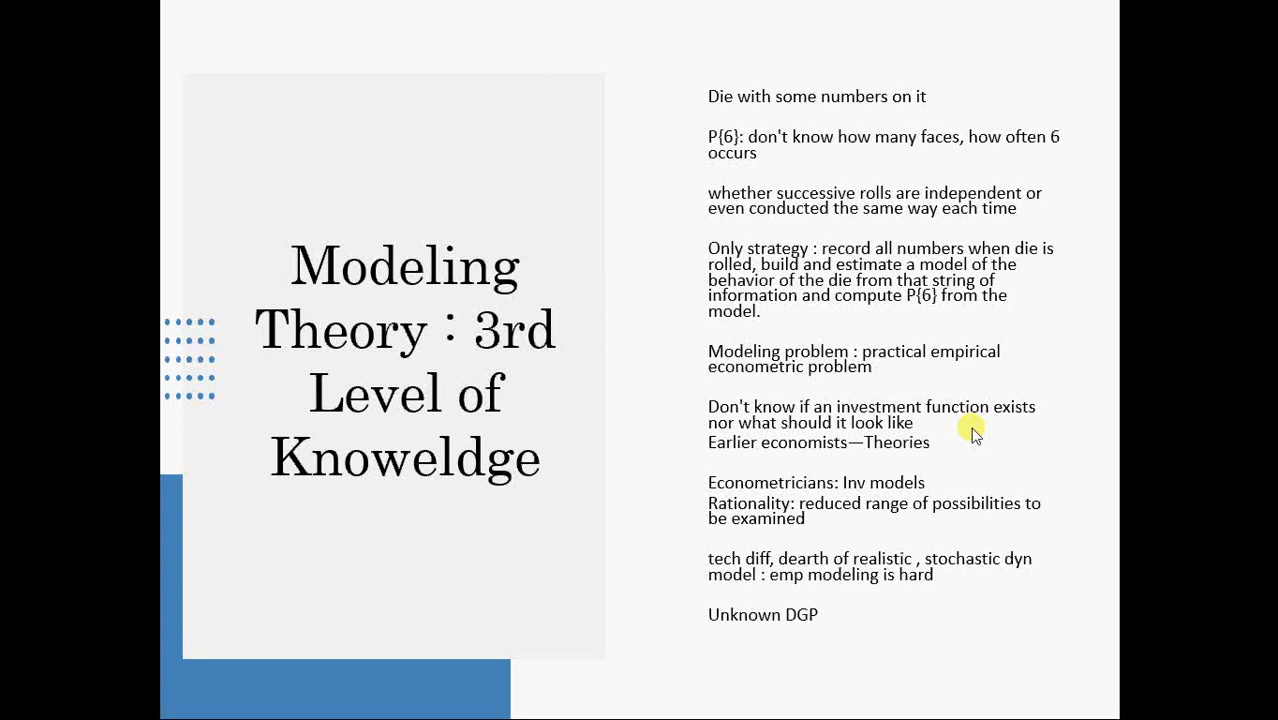 Modeling
Theory : 3rd
Level of
Knoweldge
Die with some numbers on it
P{6}: don't know how many faces, how often 6
occurs
whether successive rolls are independent or
even conducted the same way each time
Only strategy : record all numbers when die is
rolled, build and estimate a model of the
behavior of the die from that string of
information and compute P{6} from the
model.
Modeling problem : practical empirical
econometric problem
Don't know if an investment function exists
nor what should it look like
Earlier economists—Theories
Econometricians: Inv models
Rationality: reduced range of possibilities to
be examined
tech diff, dearth of realistic , stochastic dyn
model : emp modeling is hard
Unknown DGP